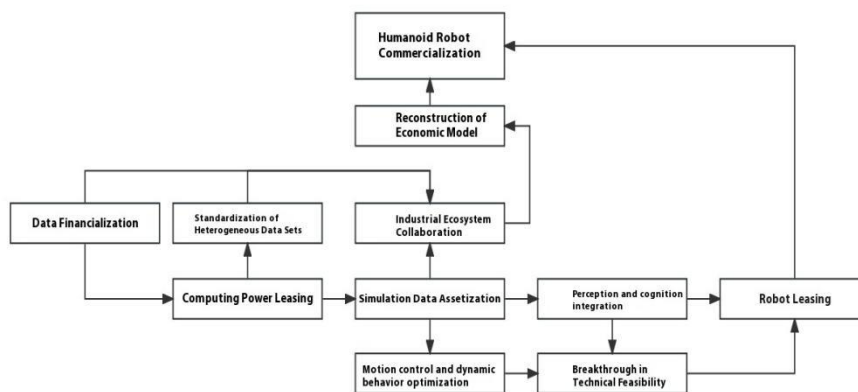 Humanoid Robot
Commercialization
Reconstruction of
Economic Model
Data Financialization
Standardization of
Heterogeneous Data Sets
Industrial Ecosystem
Collaboration
Computing Power Leasing
Simulation Data Assetization
Perception and cognition
integration
Robot Leasing
Motion control and dynamic
behavior optimization
Breakthrough in
Technical Feasibility